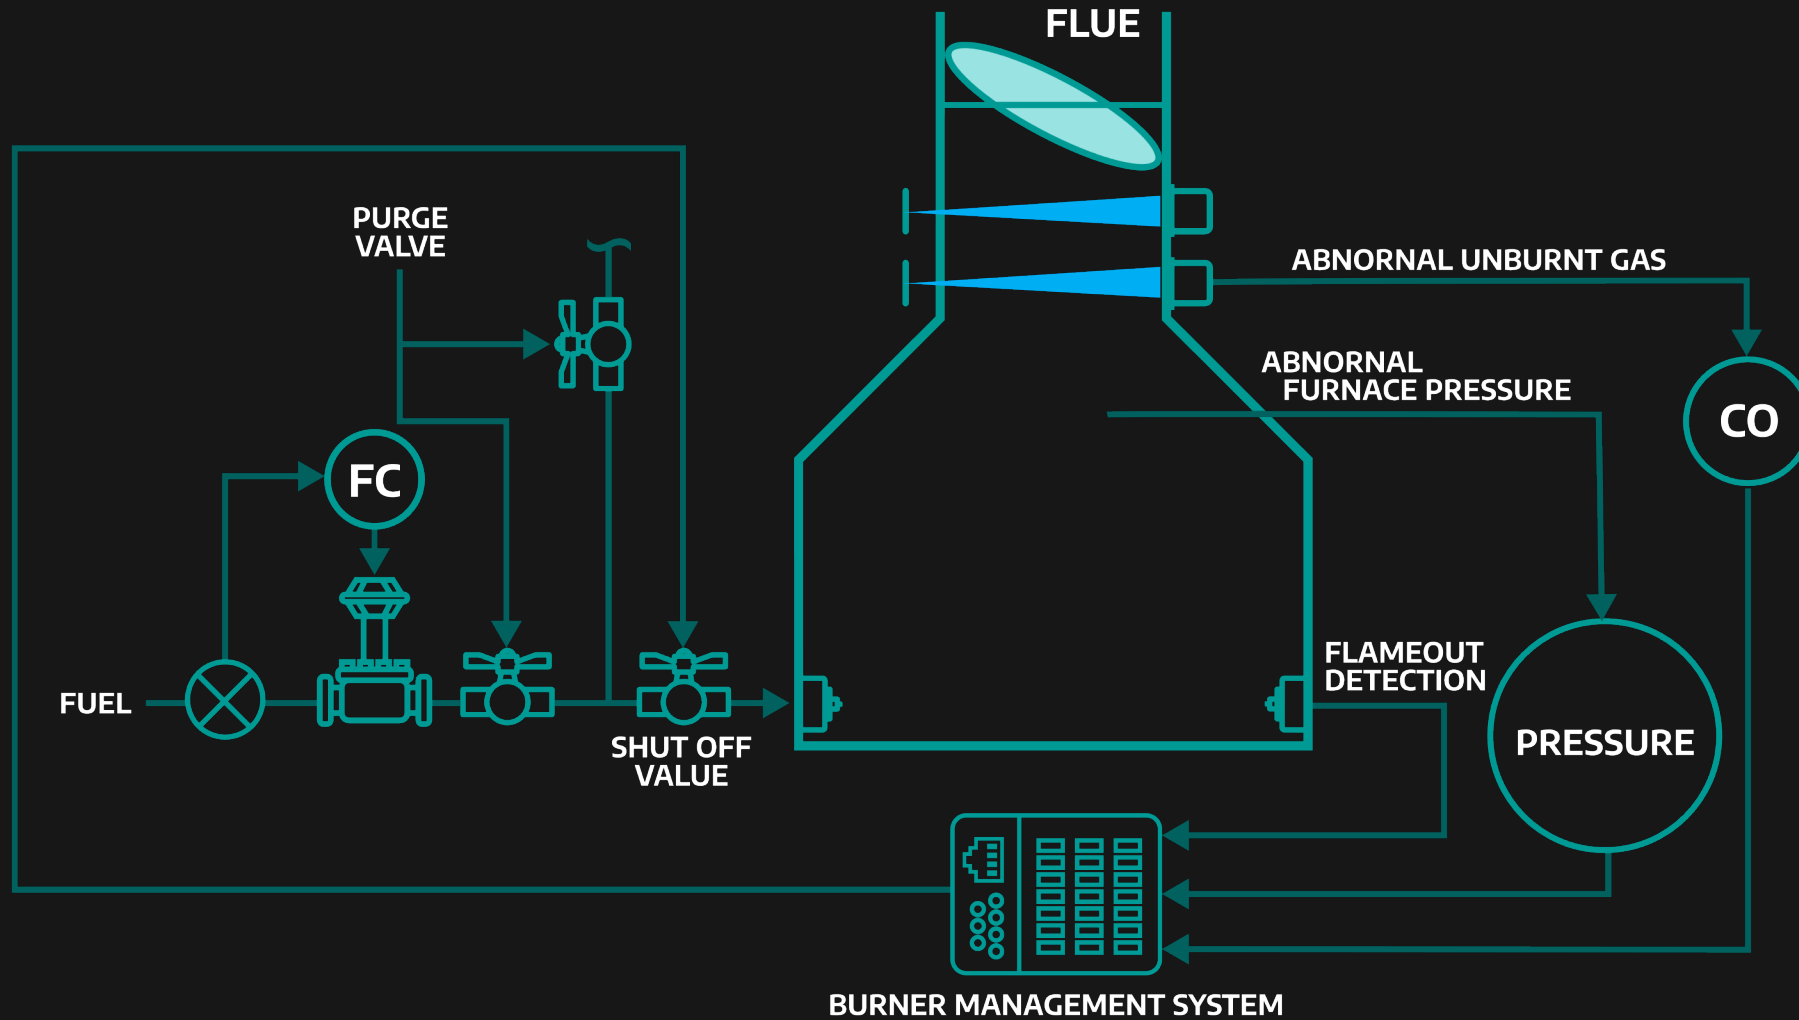 FLUE
PURGE
VALVE
ABNORNAL UNBURNT GAS
ABNORNAL
FURNACE PRESSURE
CO
FC
FLAMEOUT
DETECTION
FUEL
PRESSURE
SHUT OFF
VALUE
BURNER MANAGEMENT SYSTEM